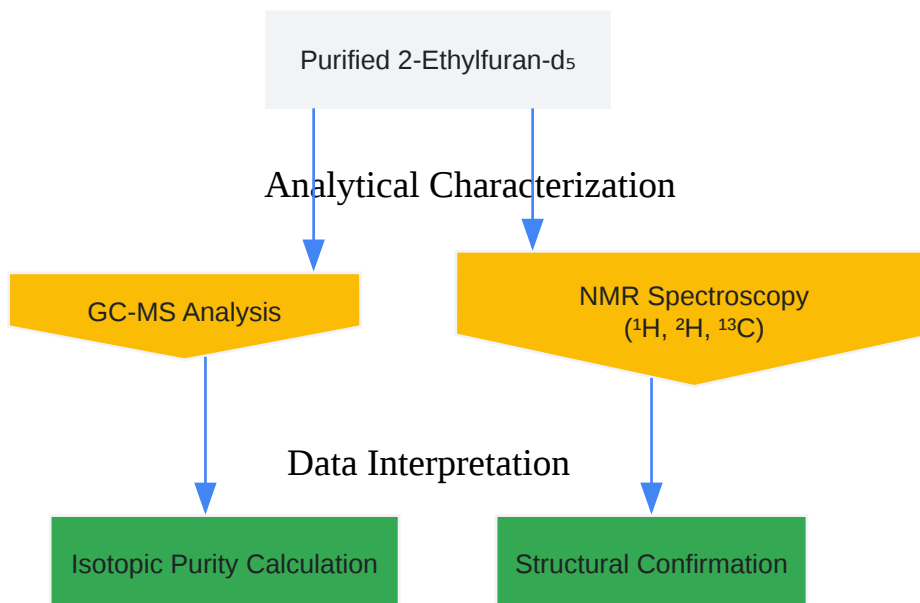 Purified 2-Ethylfuran-d₅
Analytical Characterization
GC-MS Analysis
NMR Spectroscopy
(¹H, ²H, ¹³C)
Data Interpretation
Isotopic Purity Calculation
Structural Confirmation